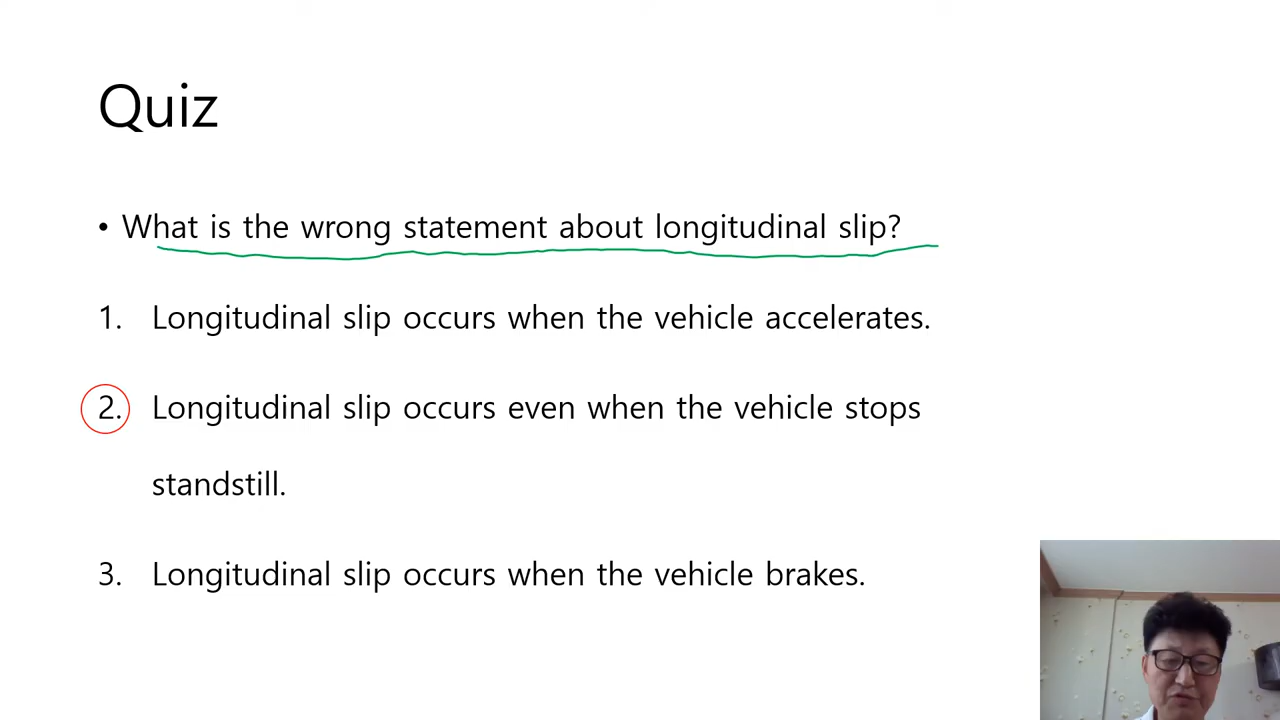 Quiz
• What is the wrong statement about longitudinal slip?
1. Longitudinal slip occurs when the vehicle accelerates.
2. Longitudinal slip occurs even when the vehicle stops
standstill.
3. Longitudinal slip occurs when the vehicle brakes.